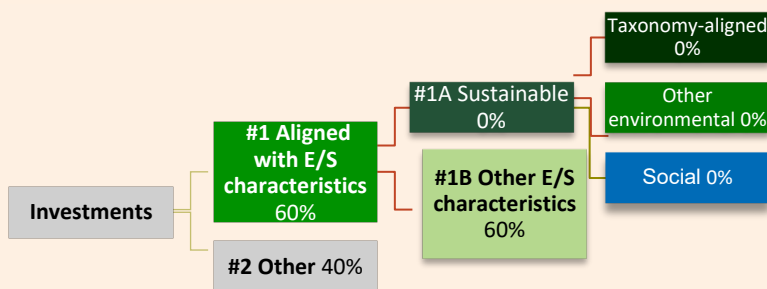 Taxonomy-aligned
0%
#1A Sustainable
0%
Other
environmental 0%
#1 Aligned
with E/S
characteristics
60%
#1B Other E/S
characteristics
60%
Social 0%
Investments
#2 Other 40%